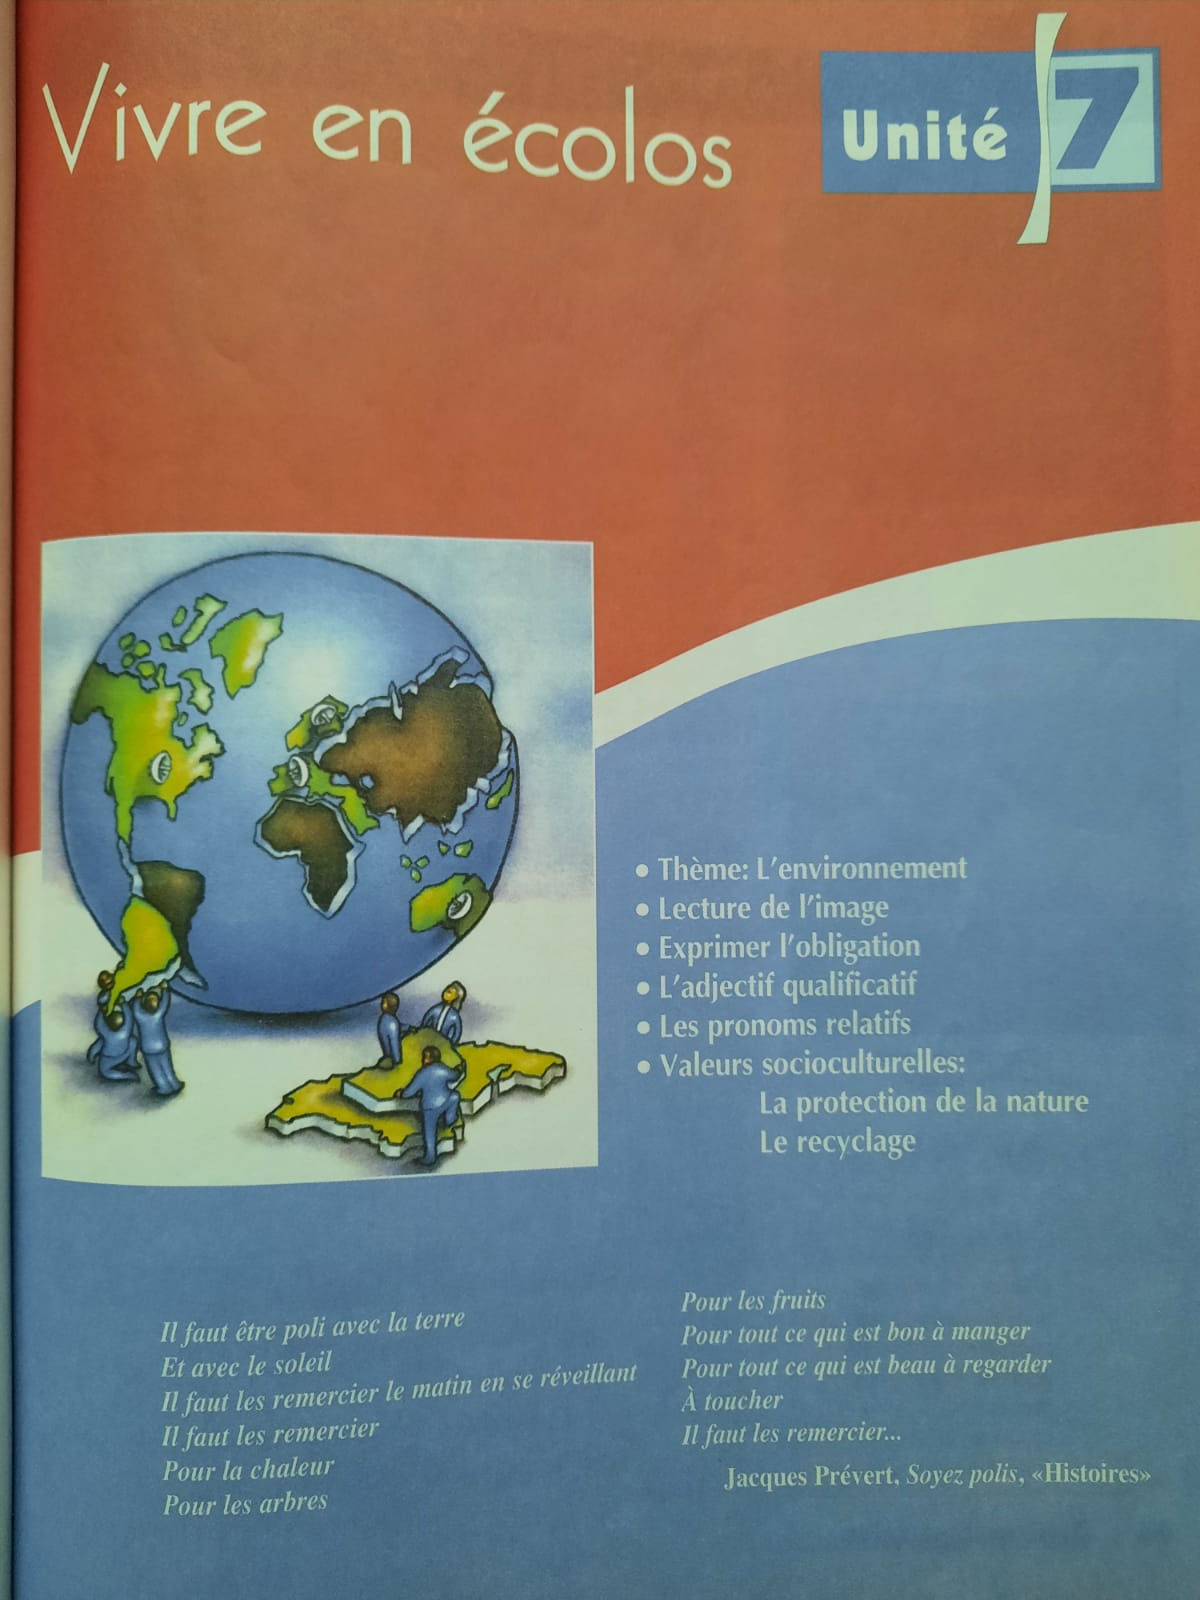 Vivre en écolos
Unité 7
• Thème: L'environnement
• Lecture de l'image
• Exprimer l'obligation
• L'adjectif qualificatif
• Les pronoms relatifs
• Valeurs socioculturelles:
La protection de la nature
Le recyclage
Il faut être poli avec la terre
Et avec le soleil
Il faut les remercier le matin en se réveillant
Il faut les remercier
Pour la chaleur
Pour les arbres
Pour les fruits
Pour tout ce qui est bon à manger
Pour tout ce qui est beau à regarder
À toucher
Il faut les remercier...
Jacques Prévert, Soyez polis, «Histoires»